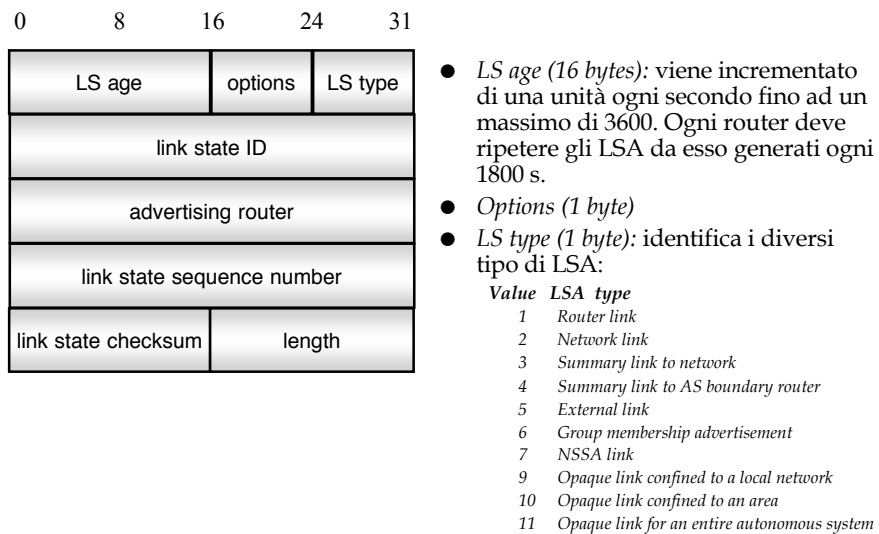 0 8 16 24 31
LS age options LS type
link state ID
advertising router
link state sequence number
link state checksum length
● LS age (16 bytes): viene incrementato
di una unità ogni secondo fino ad un
massimo di 3600. Ogni router deve
ripetere gli LSA da esso generati ogni
1800 s.
● Options (1 byte)
● LS type (1 byte): identifica i diversi
tipo di LSA:
Value LSA type
1 Router link
2 Network link
3 Summary link to network
4 Summary link to AS boundary router
5 External link
6 Group membership advertisement
7 NSSA link
9 Opaque link confined to a local network
10 Opaque link confined to an area
11 Opaque link for an entire autonomous system